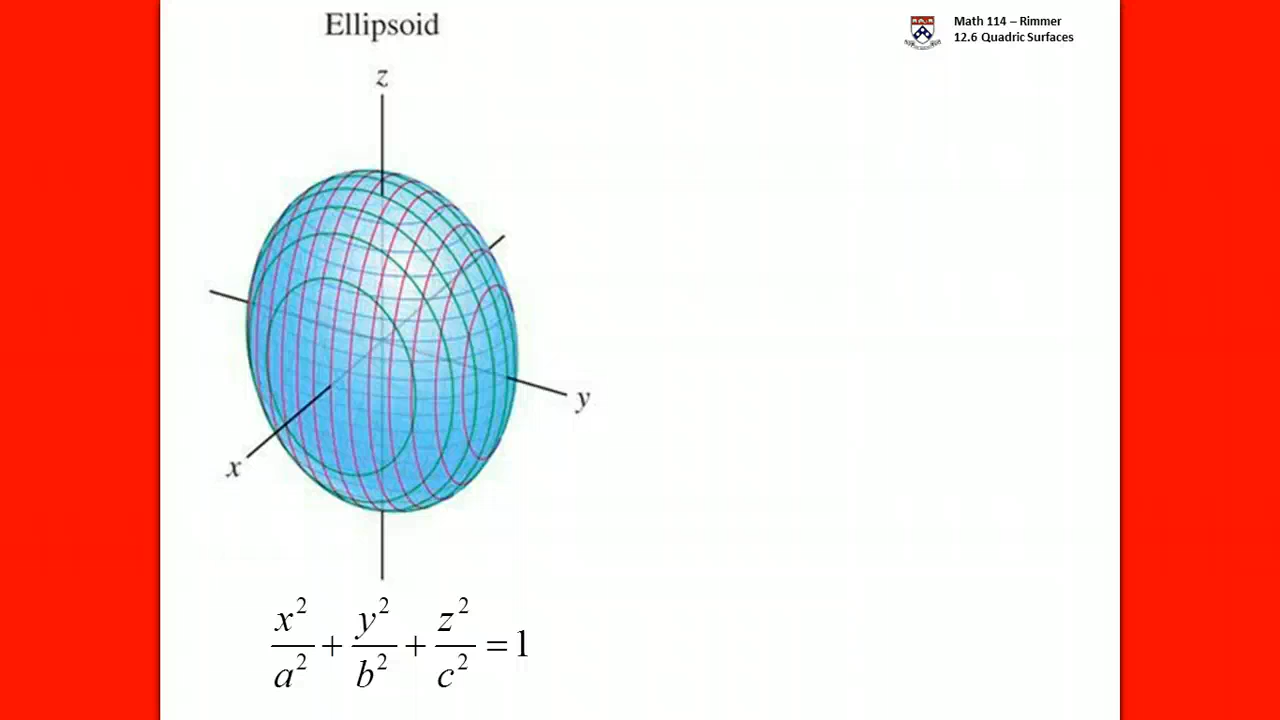 Ellipsoid
Math 114 – Rimmer
12.6 Quadric Surfaces
z
y
x
x²/a² + y²/b² + z²/c² = 1